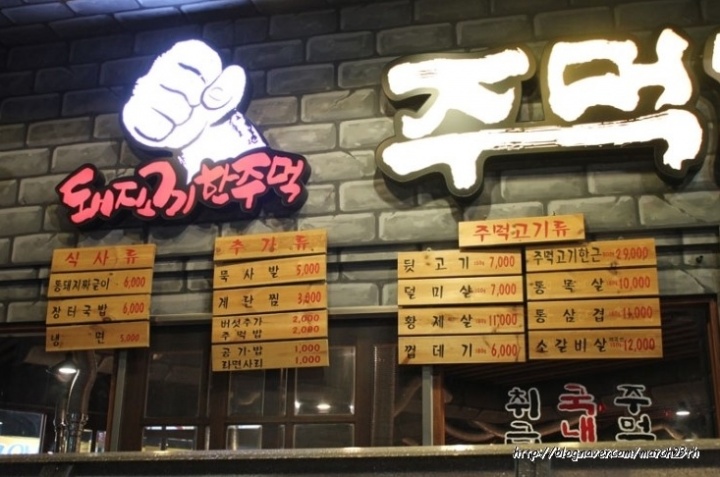 돼지고기 한 주먹
주먹
식사류
통돼지짜글이 6,000
장터국밥 6,000
냉면 5,000
추가류
묵사발 5,000
계란찜 3,000
버섯추가 2,000
주먹밥 2,000
공기밥 1,000
라면사리 1,000
주먹고기류
뒷고기 7,000
덜미살 7,000
황제살 11,000
껍데기 6,000
주먹고기한근 29,000
통목살 10,000
통삼겹 11,000
소갈비살 12,000
취급
국내
주먹
http://blog.naver.com/march29th